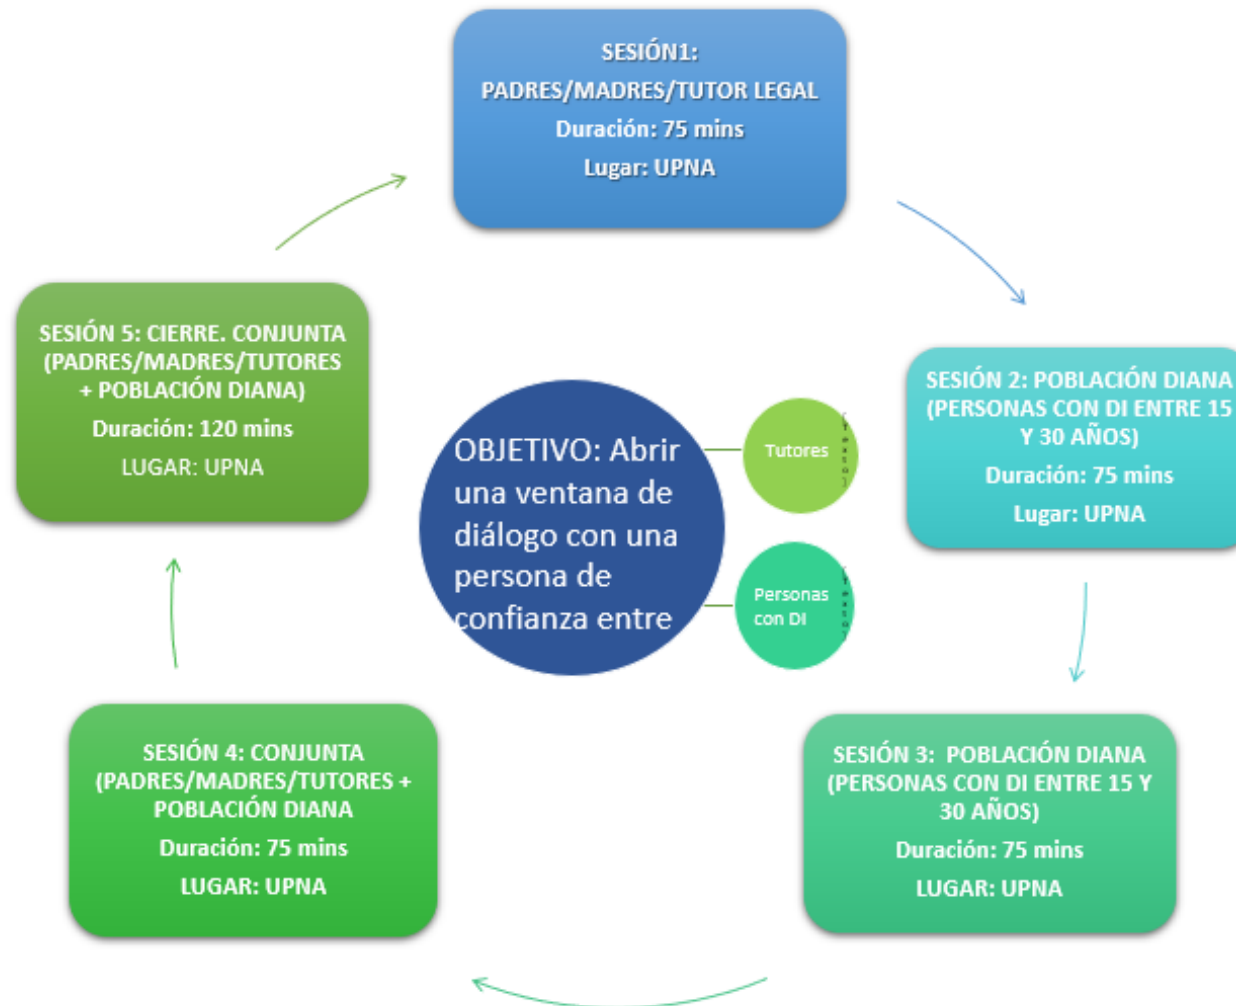 SESIÓN1:
PADRES/MADRES/TUTOR LEGAL
Duración: 75 mins
Lugar: UPNA
SESIÓN 2: POBLACIÓN DIANA
(PERSONAS CON DI ENTRE 15
Y 30 AÑOS)
Duración: 75 mins
Lugar: UPNA
SESIÓN 3:  POBLACIÓN DIANA
(PERSONAS CON DI ENTRE 15 Y
30 AÑOS)
Duración: 75 mins
LUGAR: UPNA
SESIÓN 4: CONJUNTA
(PADRES/MADRES/TUTORES +
POBLACIÓN DIANA
Duración: 75 mins
LUGAR: UPNA
SESIÓN 5: CIERRE. CONJUNTA
(PADRES/MADRES/TUTORES
+ POBLACIÓN DIANA)
Duración: 120 mins
LUGAR: UPNA
OBJETIVO: Abrir
una ventana de
diálogo con una
persona de
confianza entre
Tutores
Personas
con DI